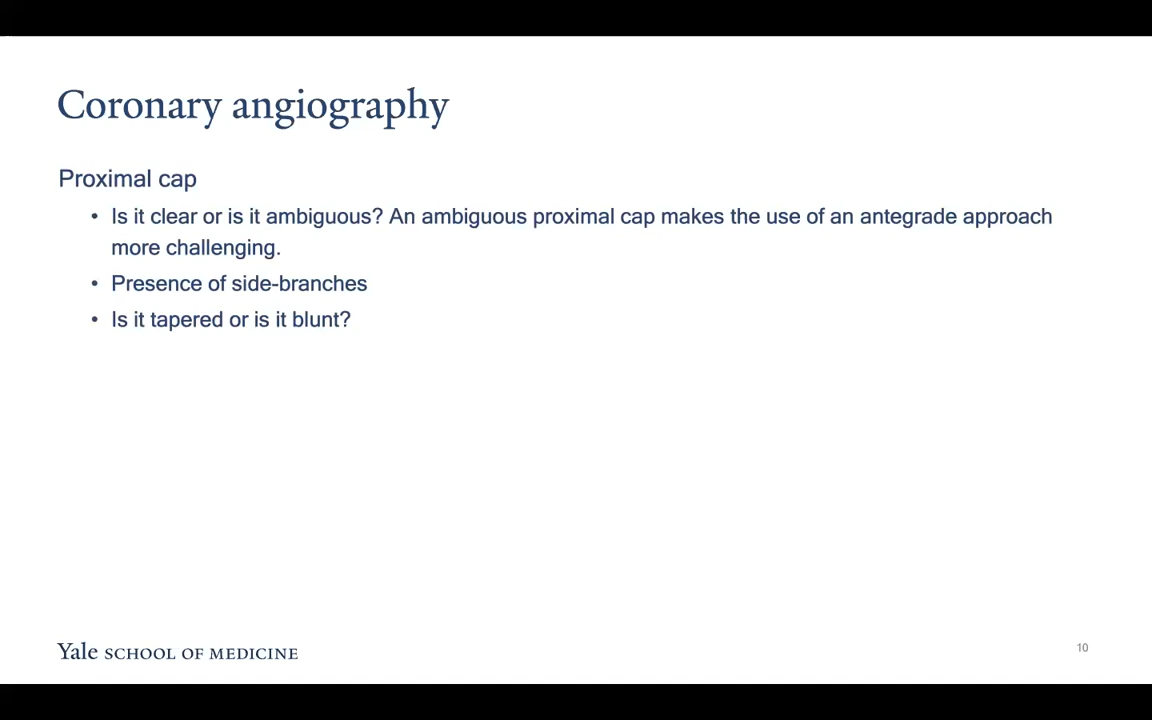 Coronary angiography
Proximal cap
• Is it clear or is it ambiguous? An ambiguous proximal cap makes the use of an antegrade approach
more challenging.
• Presence of side-branches
• Is it tapered or is it blunt?
Yale SCHOOL OF MEDICINE
10